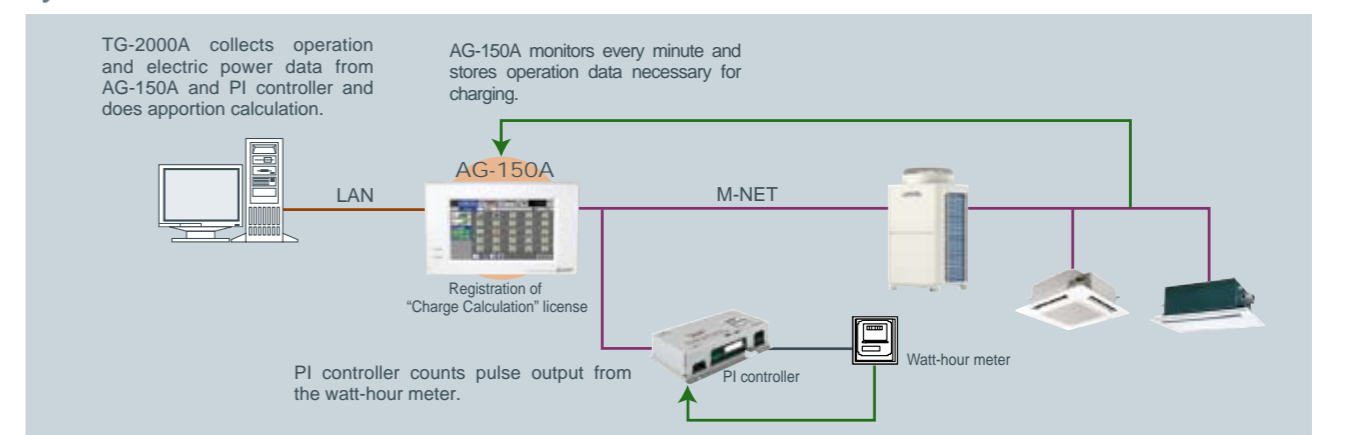 TG-2000A collects operation
and electric power data from
AG-150A and PI controller and
does apportion calculation.
AG-150A monitors every minute and
stores operation data necessary for
charging.
AG-150A
LAN
M-NET
Registration of
“Charge Calculation” license
PI controller counts pulse output from
the watt-hour meter.
PI controller
Watt-hour meter